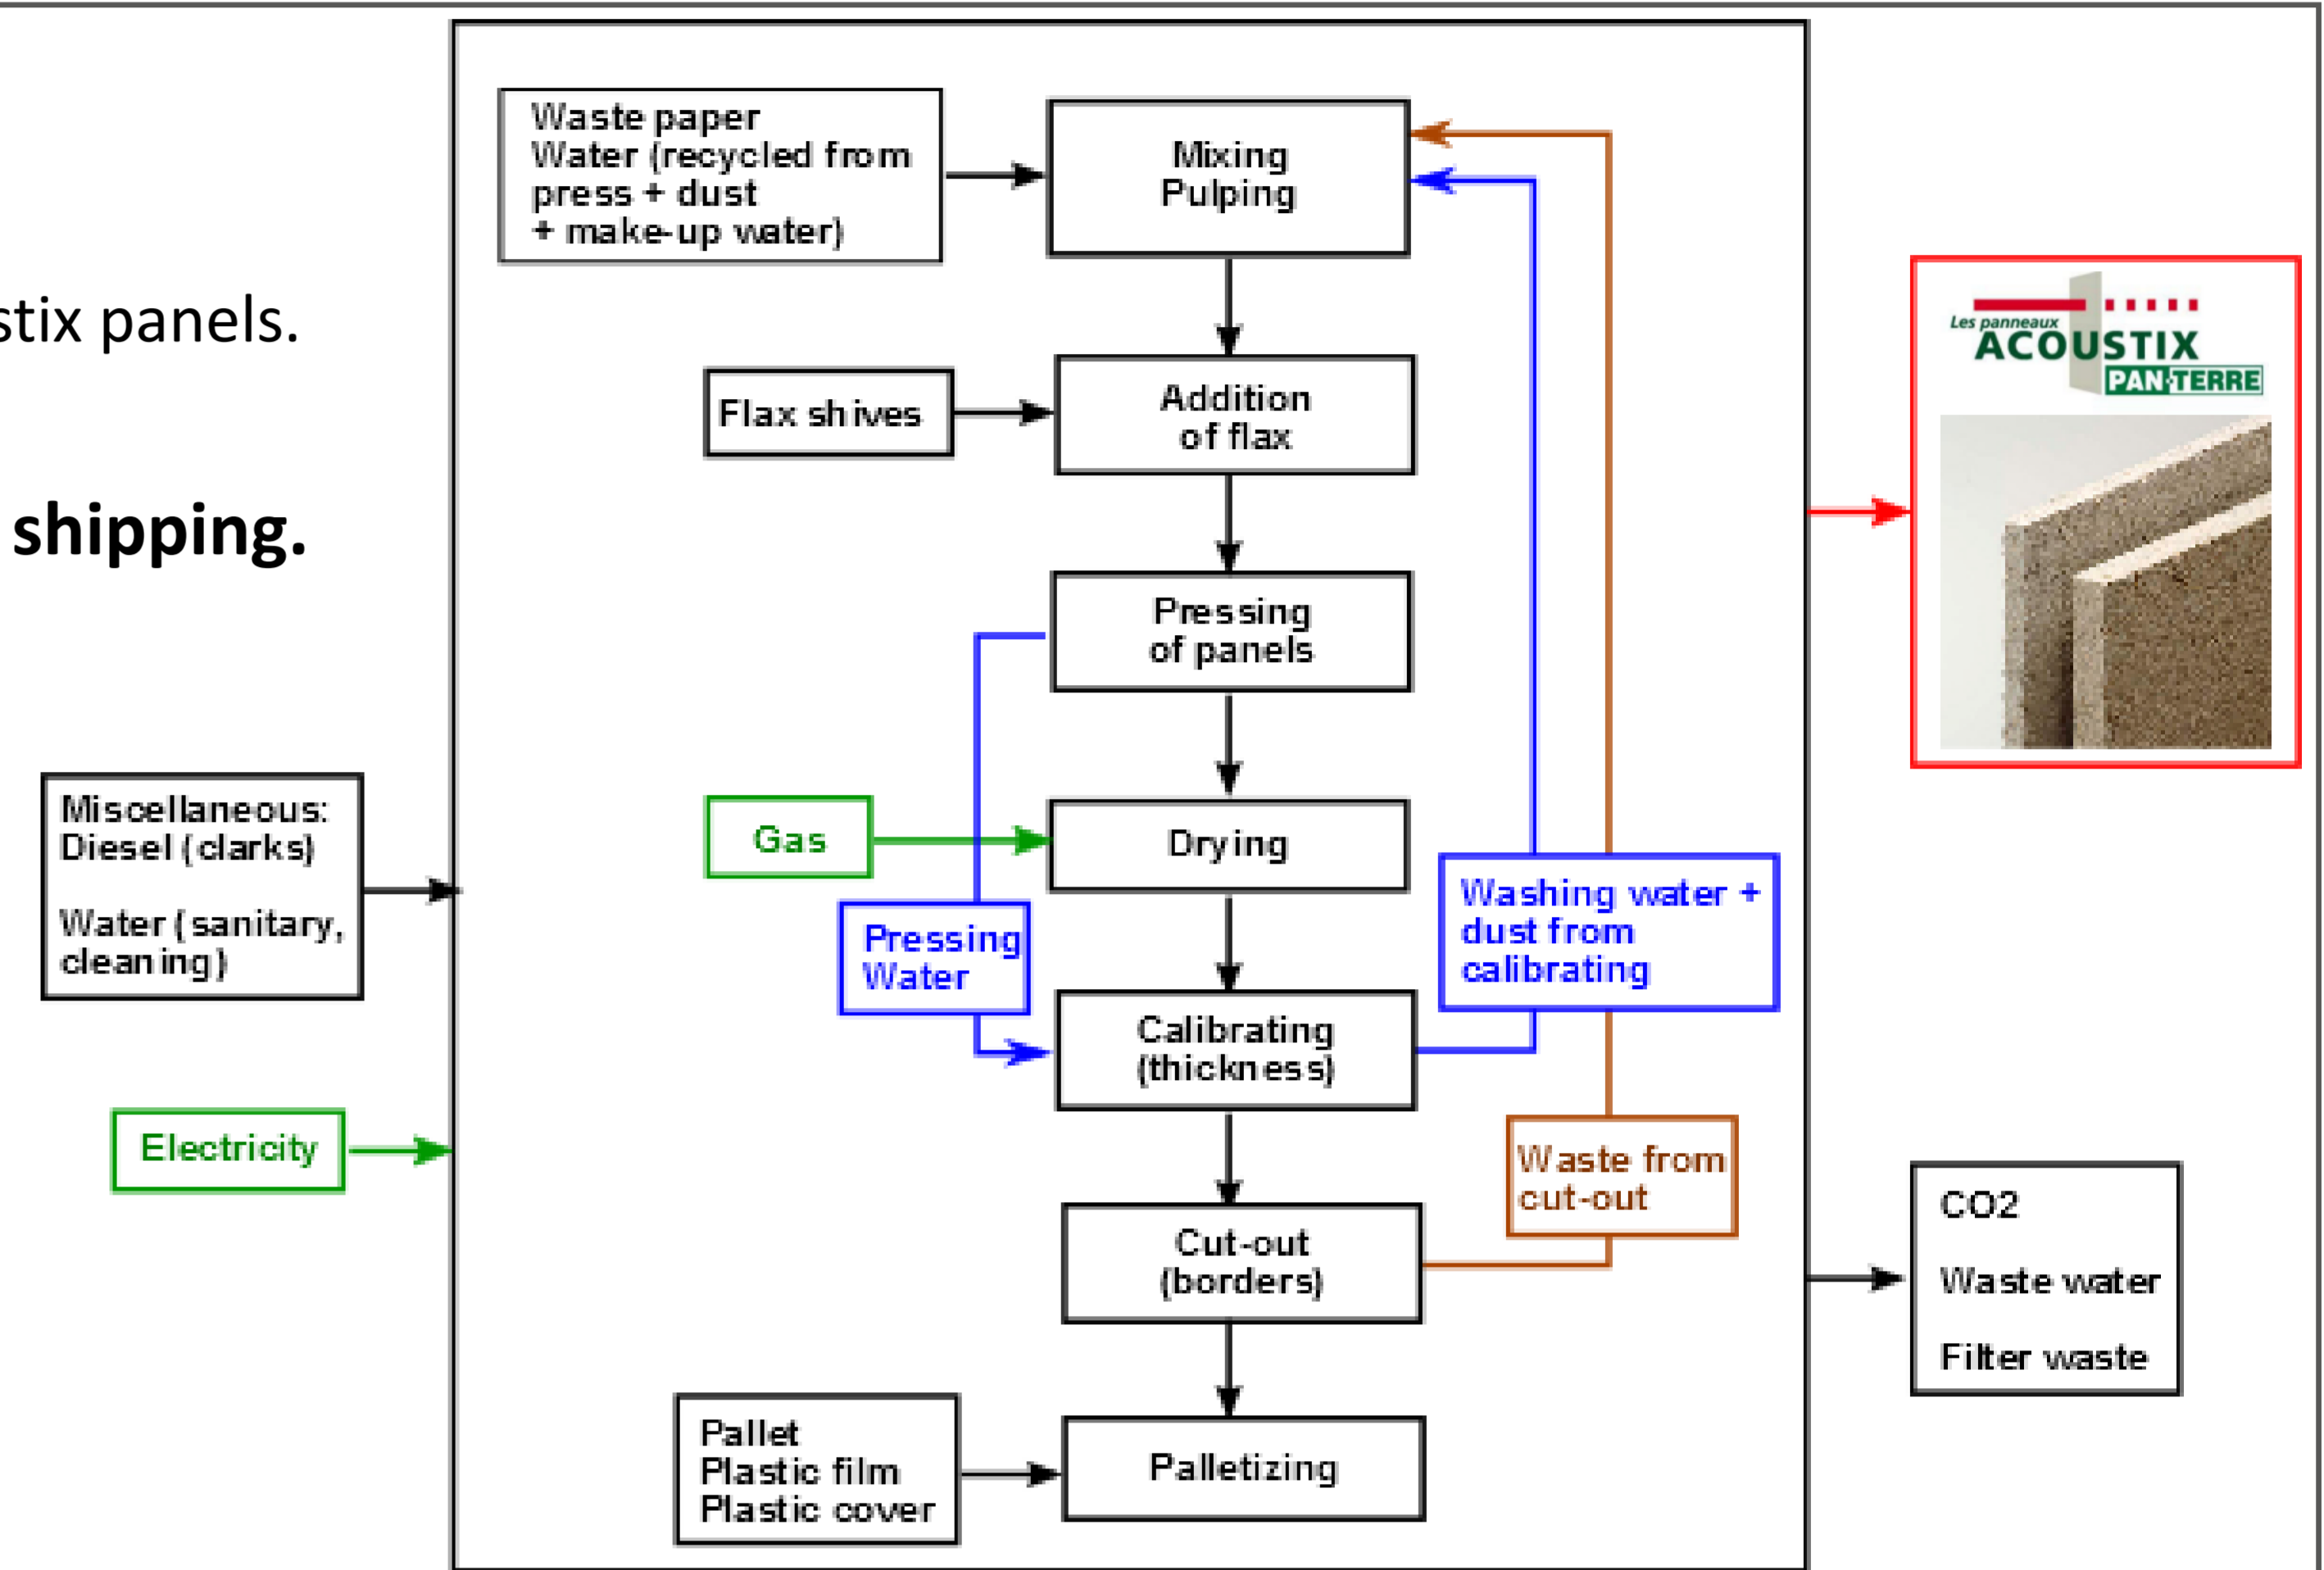 stix panels.
shipping.
Waste paper
Water (recycled from
press + dust
+ make-up water)
Mixing
Pulping
Flax shives
Addition
of flax
Pressing
of panels
Gas
Drying
Pressing
Water
Washing water +
dust from
calibrating
Calibrating
(thickness)
Waste from
cut-out
Cut-out
(borders)
Pallet
Plastic film
Plastic cover
Palletizing
Miscellaneous:
Diesel (clarks)
Water (sanitary,
cleaning)
Electricity
Les panneaux
ACOUSTIX
PAN-TERRE
CO2
Waste water
Filter waste